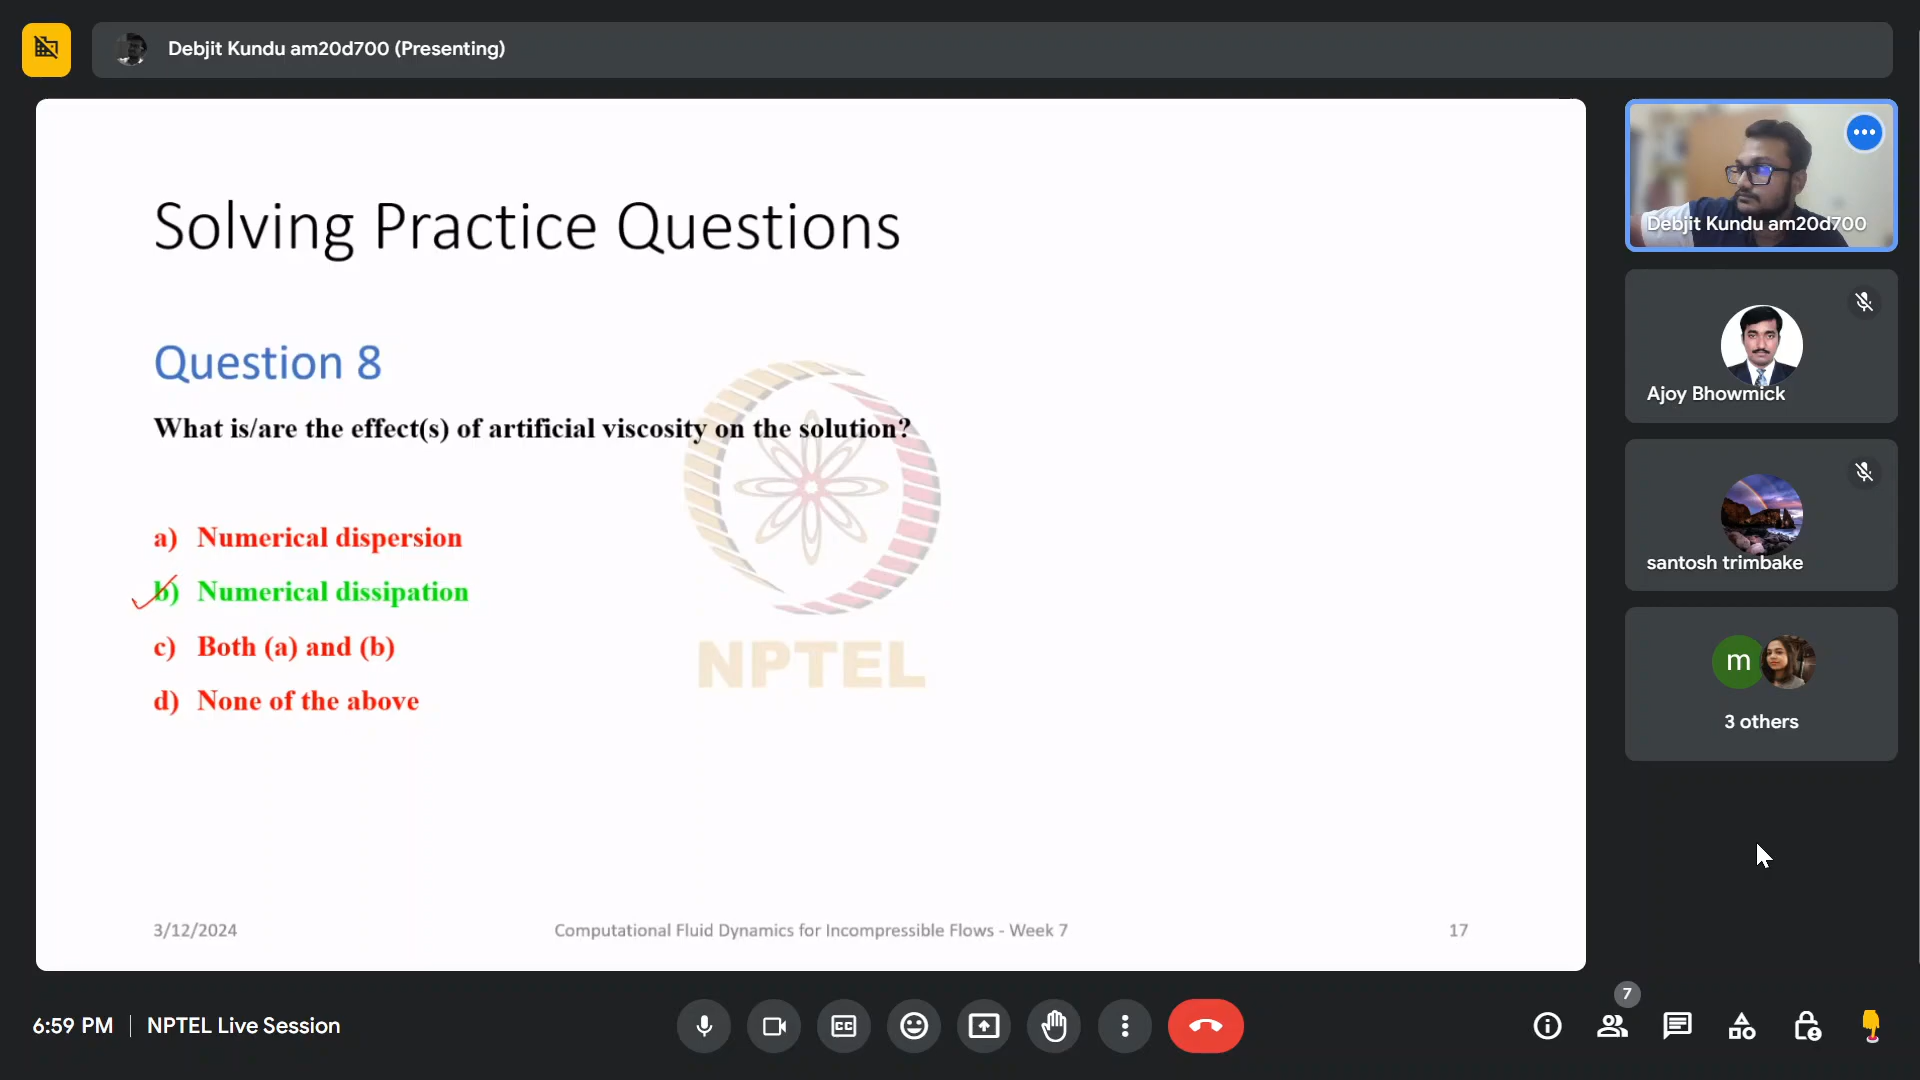 Debjit Kundu am20d700 (Presenting)
Solving Practice Questions
Question 8
What is/are the effect(s) of artificial viscosity on the solution?
a) Numerical dispersion
b) Numerical dissipation
c) Both (a) and (b)
d) None of the above
NPTEL
3/12/2024
Computational Fluid Dynamics for Incompressible Flows - Week 7
17
Debjit Kundu am20d700
Ajoy Bhowmick
santosh trimbake
m
3 others
6:59 PM | NPTEL Live Session
CC
7